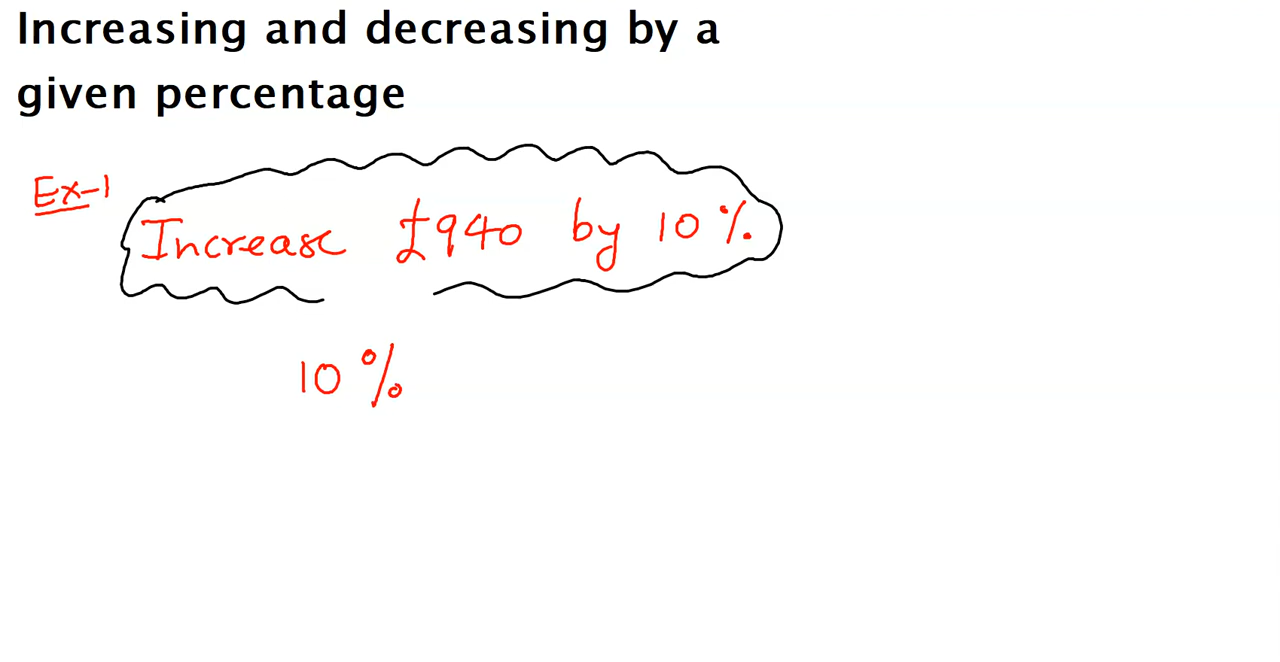 Increasing and decreasing by a
given percentage
Ex-1
Increase £940 by 10%
10%